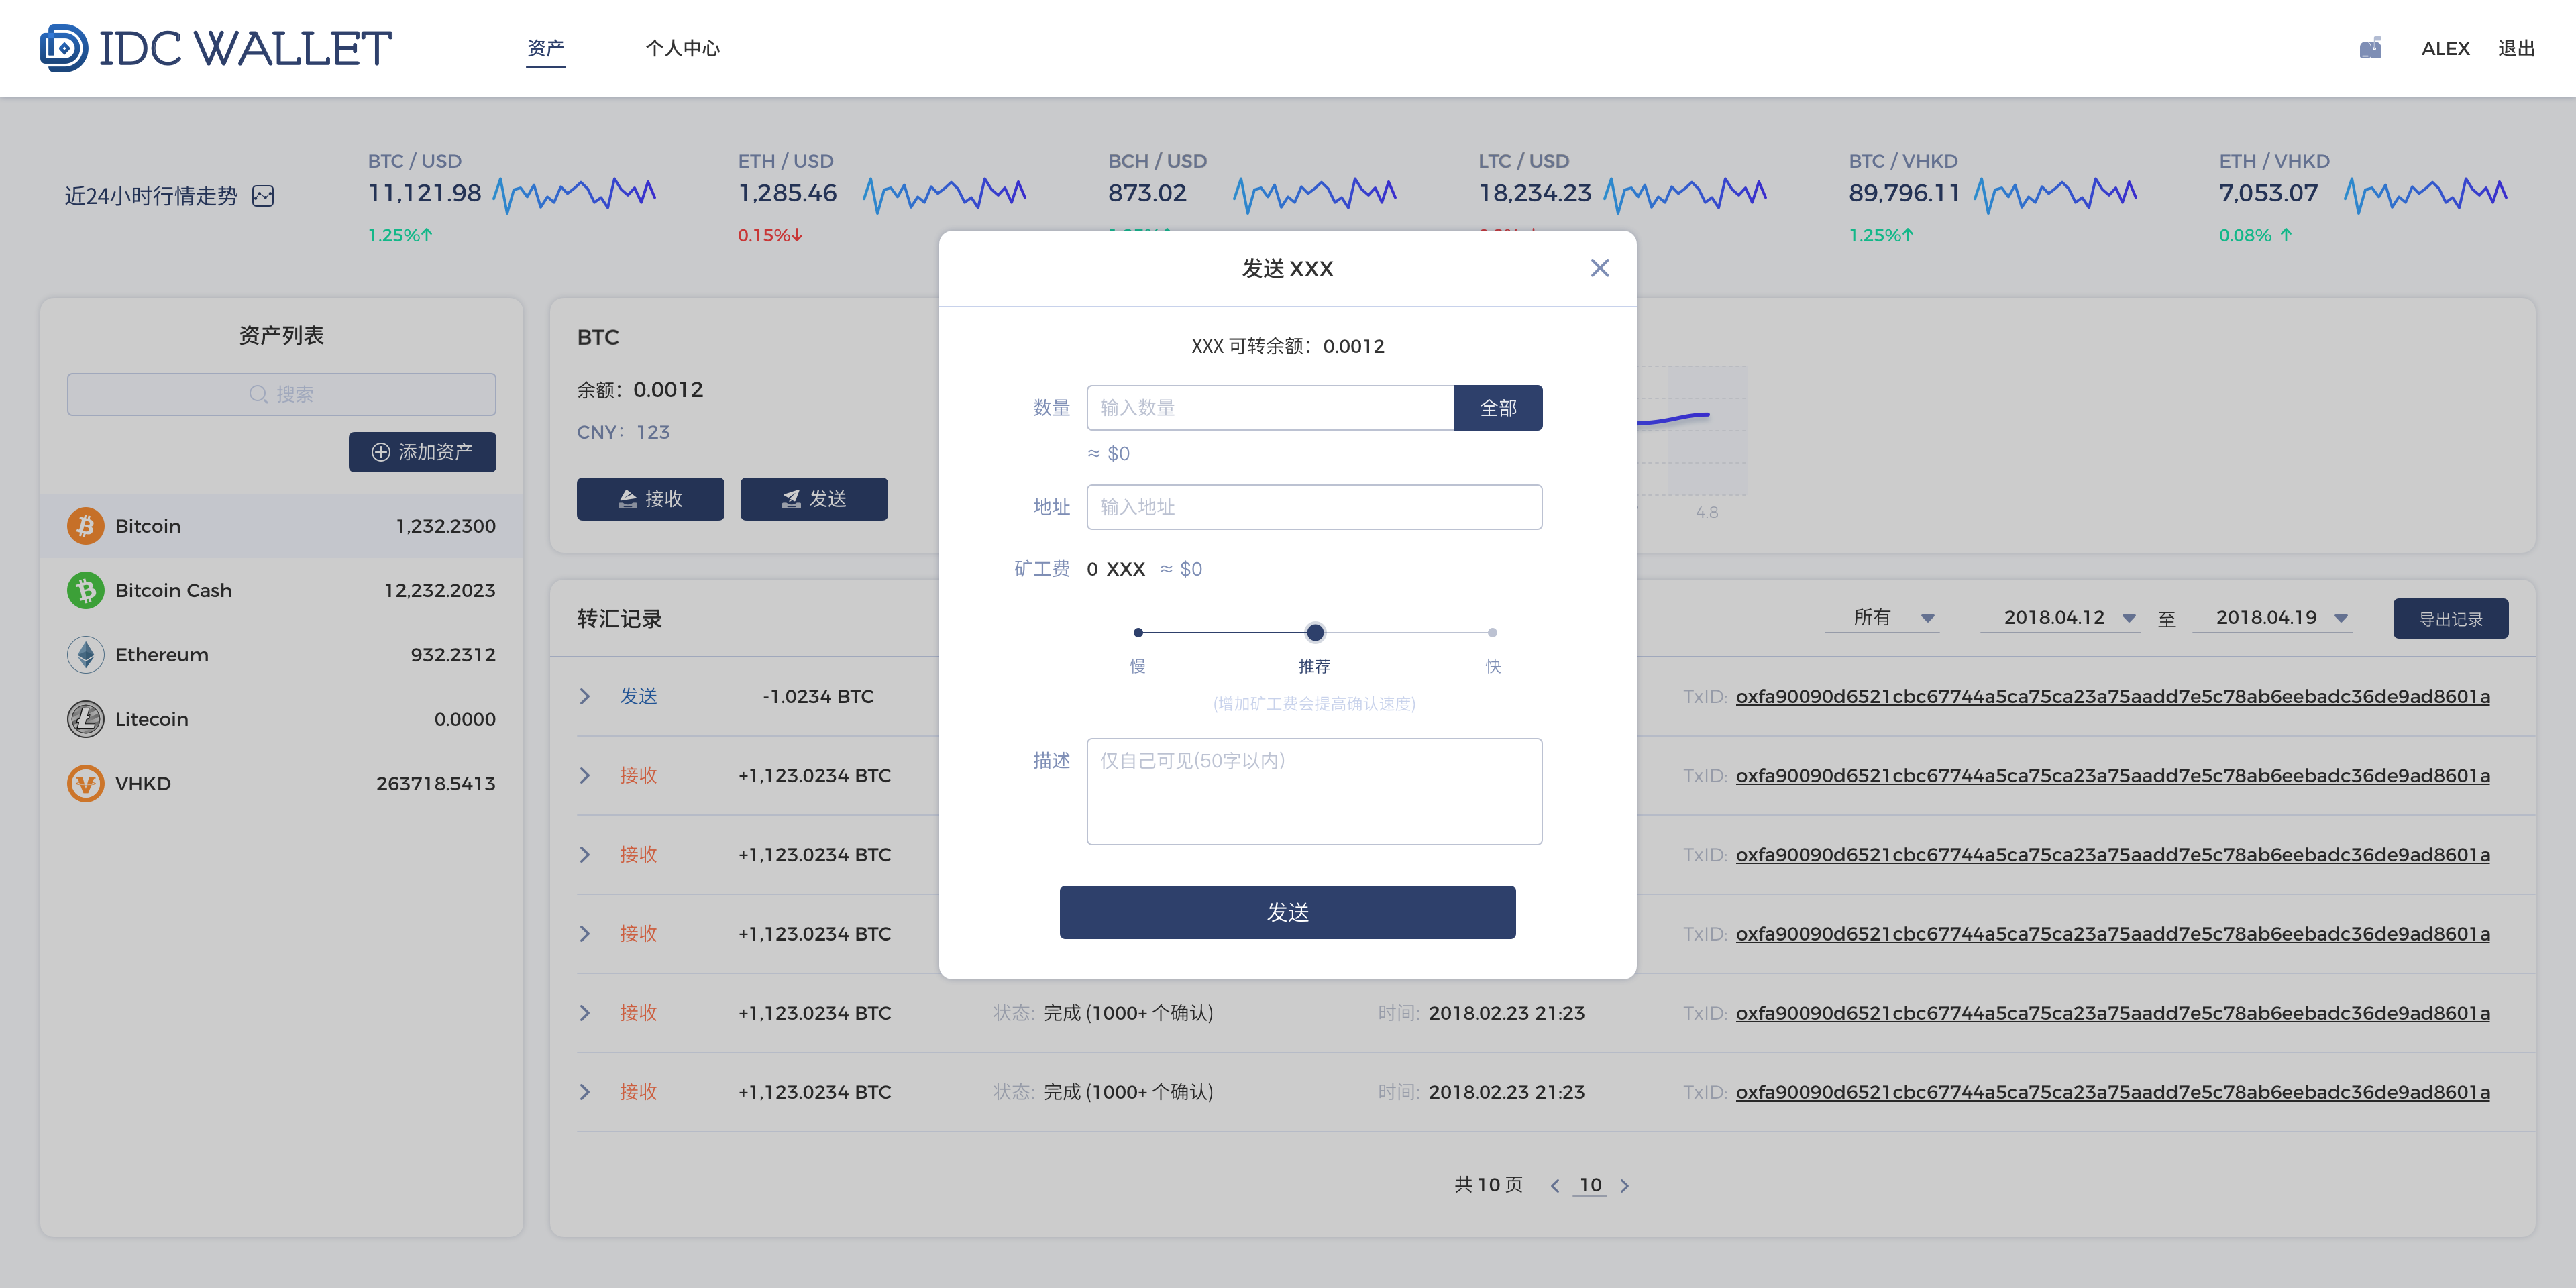 IDC WALLET
资产
个人中心
ALEX
退出
近24小时行情走势
BTC / USD
11,121.98
1.25%↑
ETH / USD
1,285.46
0.15%↓
BCH / USD
873.02
LTC / USD
18,234.23
BTC / VHKD
89,796.11
1.25%↑
ETH / VHKD
7,053.07
0.08% ↑
资产列表
搜索
添加资产
Bitcoin 1,232.2300
Bitcoin Cash 12,232.2023
Ethereum 932.2312
Litecoin 0.0000
VHKD 263718.5413
BTC
余额：0.0012
CNY： 123
接收
发送
4.8
发送 XXX
XXX 可转余额：0.0012
数量 输入数量 全部
≈ $0
地址 输入地址
矿工费 0 XXX ≈ $0
慢 推荐 快
(增加矿工费会提高确认速度)
描述 仅自己可见(50字以内)
发送
转汇记录
所有 2018.04.12 至 2018.04.19 导出记录
发送 -1.0234 BTC TxID: oxfa90090d6521cbc67744a5ca75ca23a75aadd7e5c78ab6eebadc36de9ad8601a
接收 +1,123.0234 BTC TxID: oxfa90090d6521cbc67744a5ca75ca23a75aadd7e5c78ab6eebadc36de9ad8601a
接收 +1,123.0234 BTC TxID: oxfa90090d6521cbc67744a5ca75ca23a75aadd7e5c78ab6eebadc36de9ad8601a
接收 +1,123.0234 BTC TxID: oxfa90090d6521cbc67744a5ca75ca23a75aadd7e5c78ab6eebadc36de9ad8601a
接收 +1,123.0234 BTC 状态: 完成 (1000+ 个确认) 时间: 2018.02.23 21:23 TxID: oxfa90090d6521cbc67744a5ca75ca23a75aadd7e5c78ab6eebadc36de9ad8601a
接收 +1,123.0234 BTC 状态: 完成 (1000+ 个确认) 时间: 2018.02.23 21:23 TxID: oxfa90090d6521cbc67744a5ca75ca23a75aadd7e5c78ab6eebadc36de9ad8601a
共 10 页 < 10 >